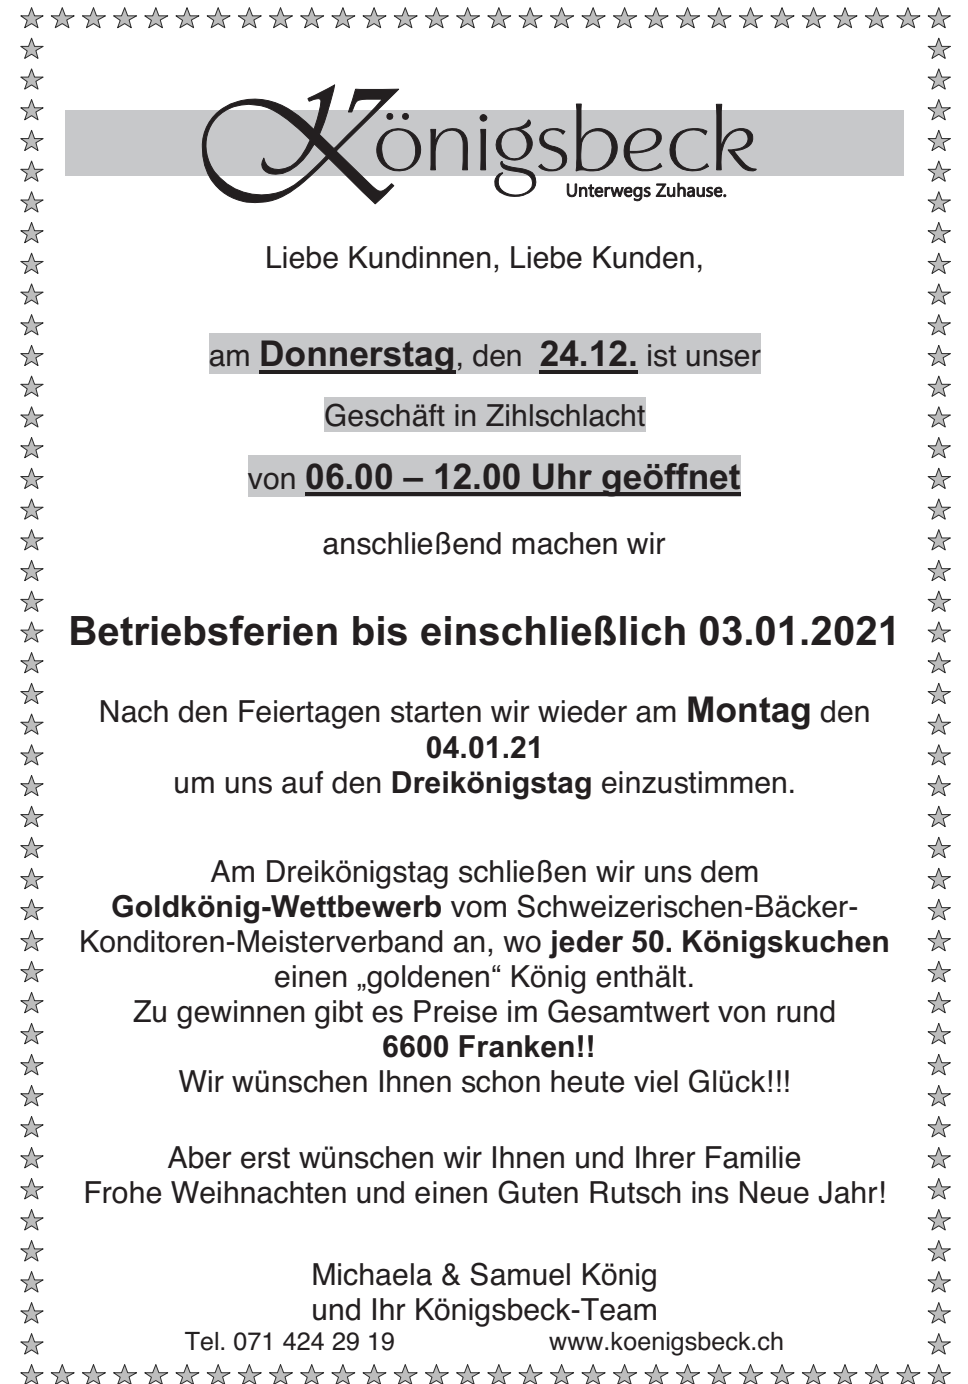 Königsbeck
Unterwegs Zuhause.
Liebe Kundinnen, Liebe Kunden,
am Donnerstag, den 24.12. ist unser
Geschäft in Zihlschlacht
von 06.00 – 12.00 Uhr geöffnet
anschließend machen wir
Betriebsferien bis einschließlich 03.01.2021
Nach den Feiertagen starten wir wieder am Montag den
04.01.21
um uns auf den Dreikönigstag einzustimmen.
Am Dreikönigstag schließen wir uns dem
Goldkönig-Wettbewerb vom Schweizerischen-Bäcker-
Konditoren-Meisterverband an, wo jeder 50. Königskuchen
einen „goldenen“ König enthält.
Zu gewinnen gibt es Preise im Gesamtwert von rund
6600 Franken!!
Wir wünschen Ihnen schon heute viel Glück!!!
Aber erst wünschen wir Ihnen und Ihrer Familie
Frohe Weihnachten und einen Guten Rutsch ins Neue Jahr!
Michaela & Samuel König
und Ihr Königsbeck-Team
Tel. 071 424 29 19 www.koenigsbeck.ch